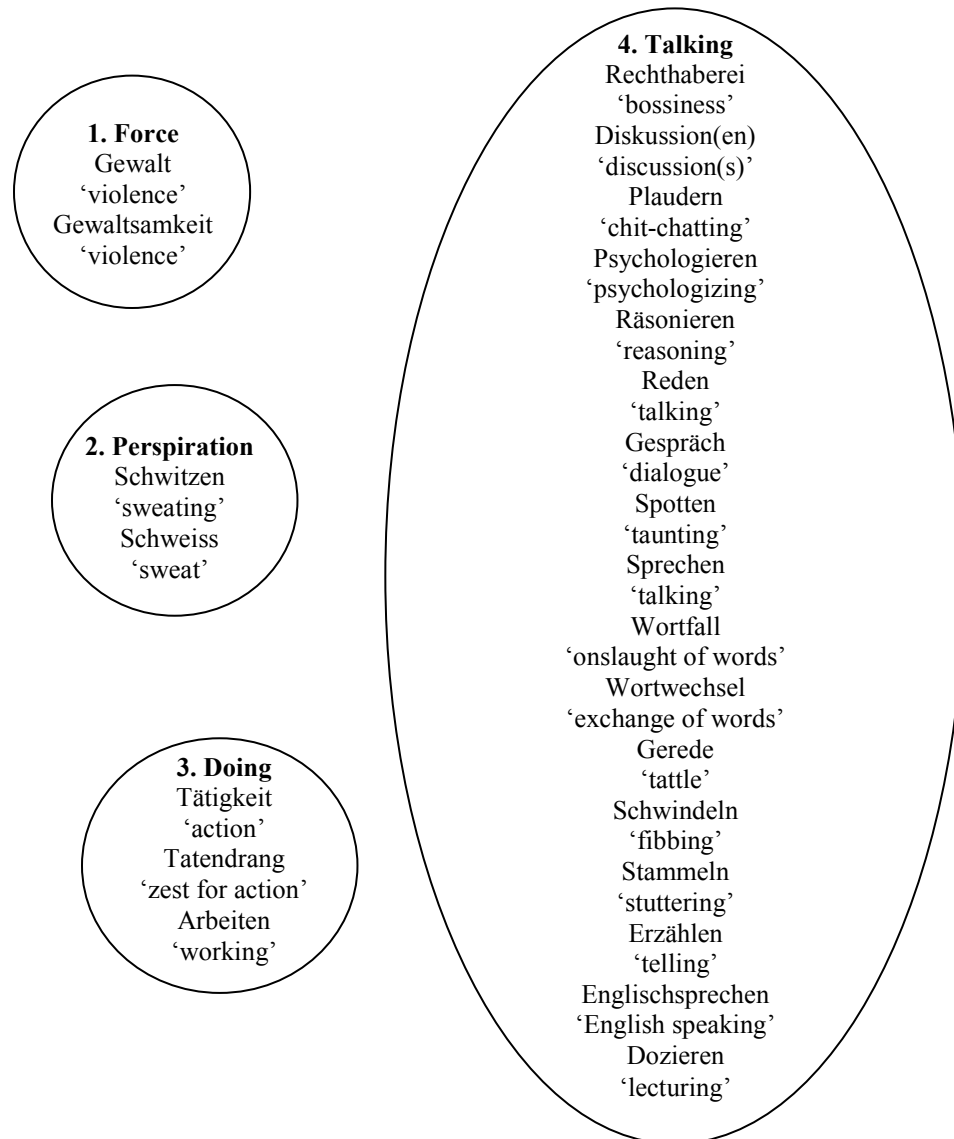 1. Force
Gewalt
‘violence’
Gewaltsamkeit
‘violence’
2. Perspiration
Schwitzen
‘sweating’
Schweiss
‘sweat’
3. Doing
Tätigkeit
‘action’
Tatendrang
‘zest for action’
Arbeiten
‘working’
4. Talking
Rechthaberei
‘bossiness’
Diskussion(en)
‘discussion(s)’
Plaudern
‘chit-chatting’
Psychologieren
‘psychologizing’
Räsonieren
‘reasoning’
Reden
‘talking’
Gespräch
‘dialogue’
Spotten
‘taunting’
Sprechen
‘talking’
Wortfall
‘onslaught of words’
Wortwechsel
‘exchange of words’
Gerede
‘tattle’
Schwindeln
‘fibbing’
Stammeln
‘stuttering’
Erzählen
‘telling’
Englischsprechen
‘English speaking’
Dozieren
‘lecturing’